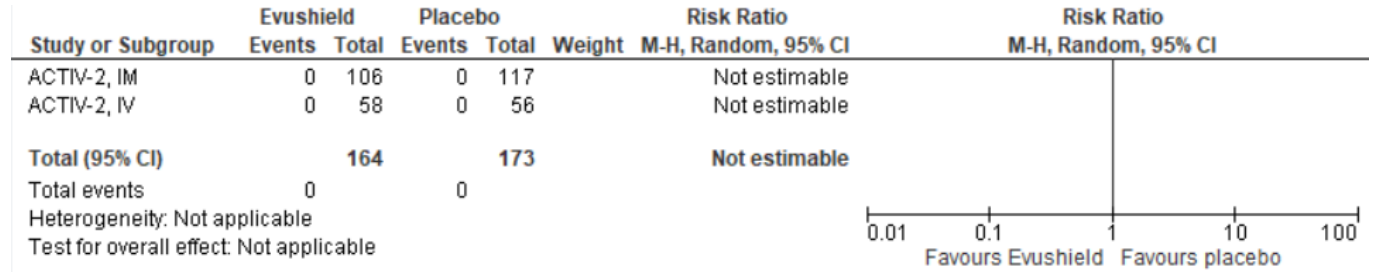 Evushield Placebo Risk Ratio Risk Ratio
Study or Subgroup Events Total Events Total Weight M-H, Random, 95% CI M-H, Random, 95% CI
ACTIV-2, IM 0 106 0 117 Not estimable
ACTIV-2, IV 0 58 0 56 Not estimable
Total (95% CI) 164 173 Not estimable
Total events 0 0
Heterogeneity: Not applicable
Test for overall effect: Not applicable
0.01 0.1 1 10 100
Favours Evushield Favours placebo